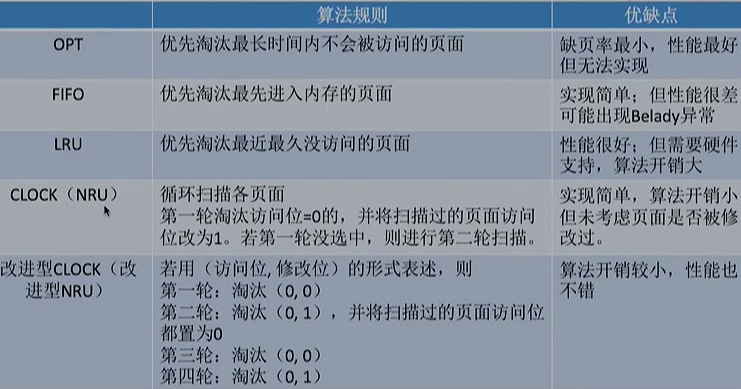 算法规则 优缺点
OPT 优先淘汰最长时间内不会被访问的页面 缺页率最小，性能最好
但无法实现
FIFO 优先淘汰最先进入内存的页面 实现简单；但性能很差
可能出现Belady异常
LRU 优先淘汰最近最久没访问的页面 性能很好；但需要硬件
支持，算法开销大
CLOCK（NRU） 循环扫描各页面 实现简单，算法开销小
第一轮淘汰访问位=0的，并将扫描过的页面访问 但未考虑页面是否被修
位改为1。若第一轮没选中，则进行第二轮扫描。 改过。
改进型CLOCK（改 若用（访问位, 修改位）的形式表述，则 算法开销较小，性能也
进型NRU） 第一轮：淘汰（0, 0） 不错
第二轮：淘汰（0, 1），并将扫描过的页面访问位
都置为0
第三轮：淘汰（0, 0）
第四轮：淘汰（0, 1）